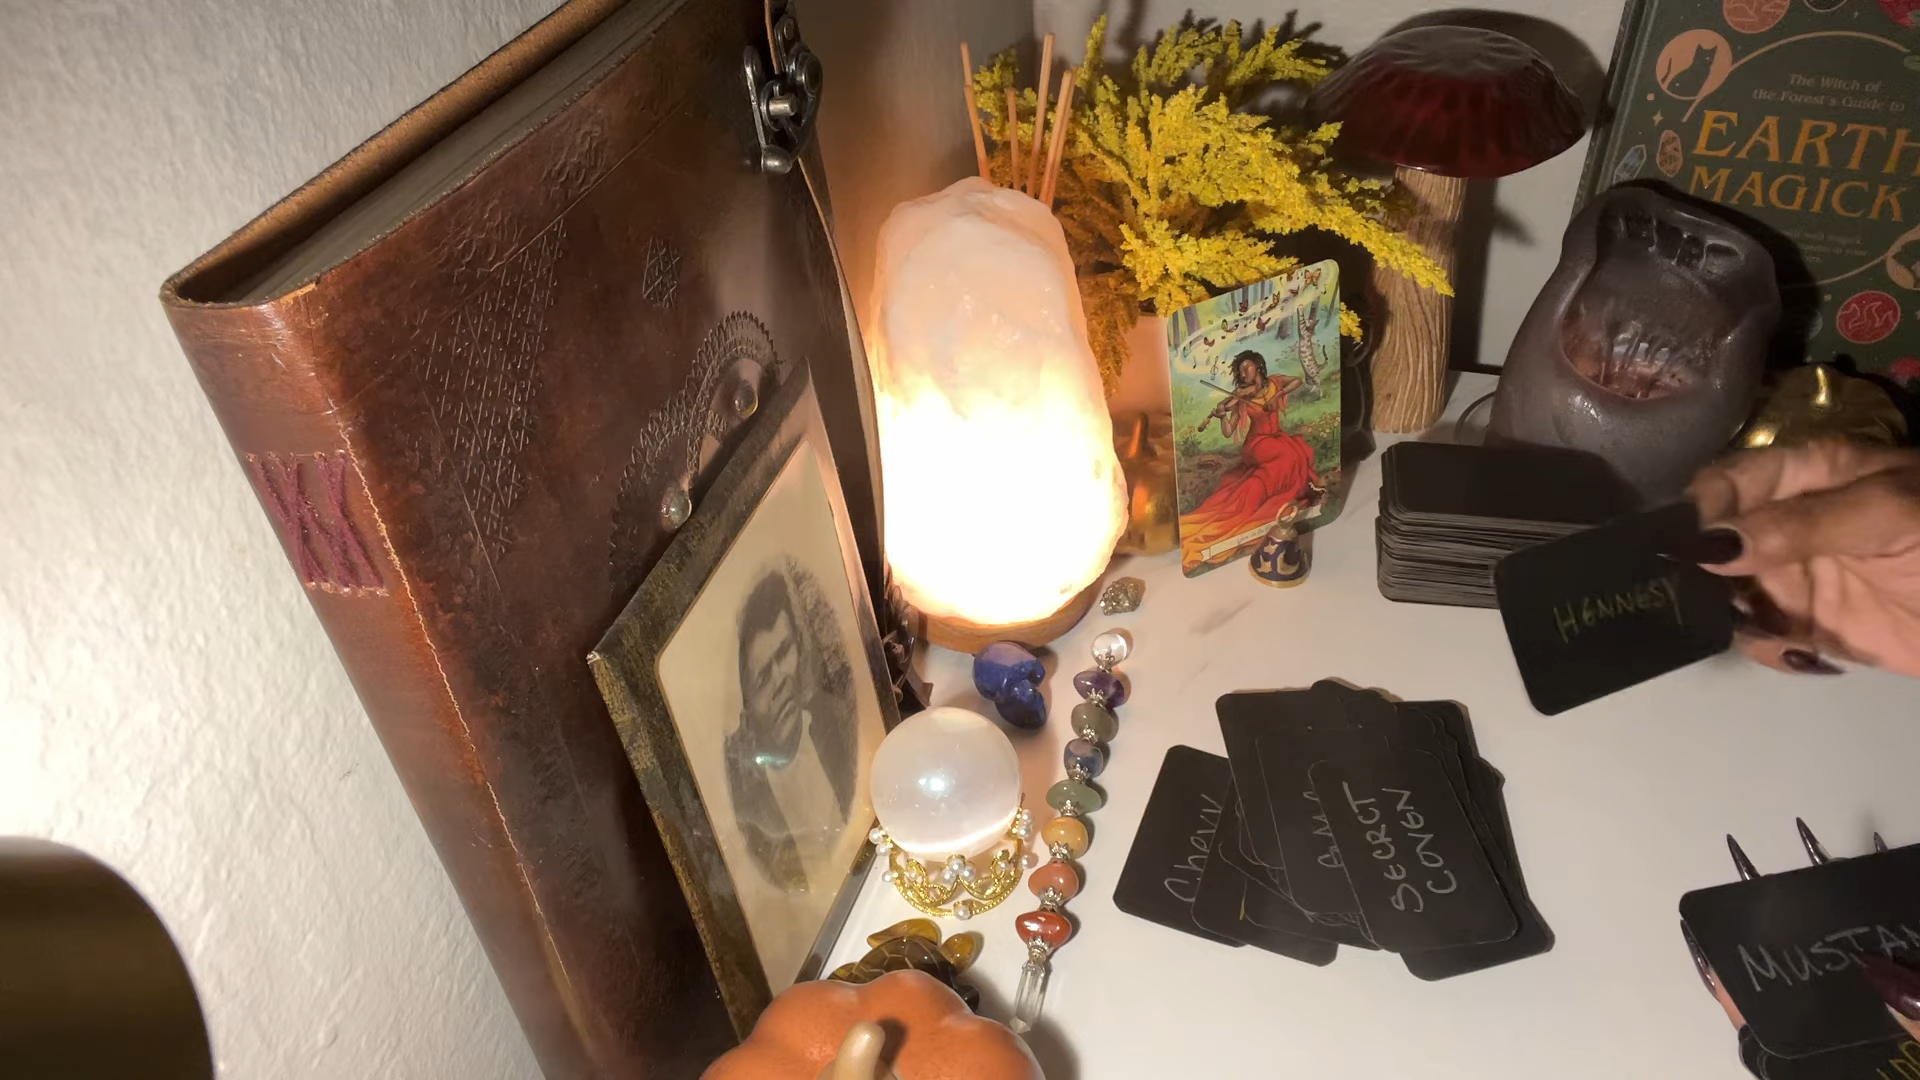 The Witch of
the Forest's Guide to
EARTH
MAGICK
HENNESY
Chevy
SECRET
COVEN
MUSTAN